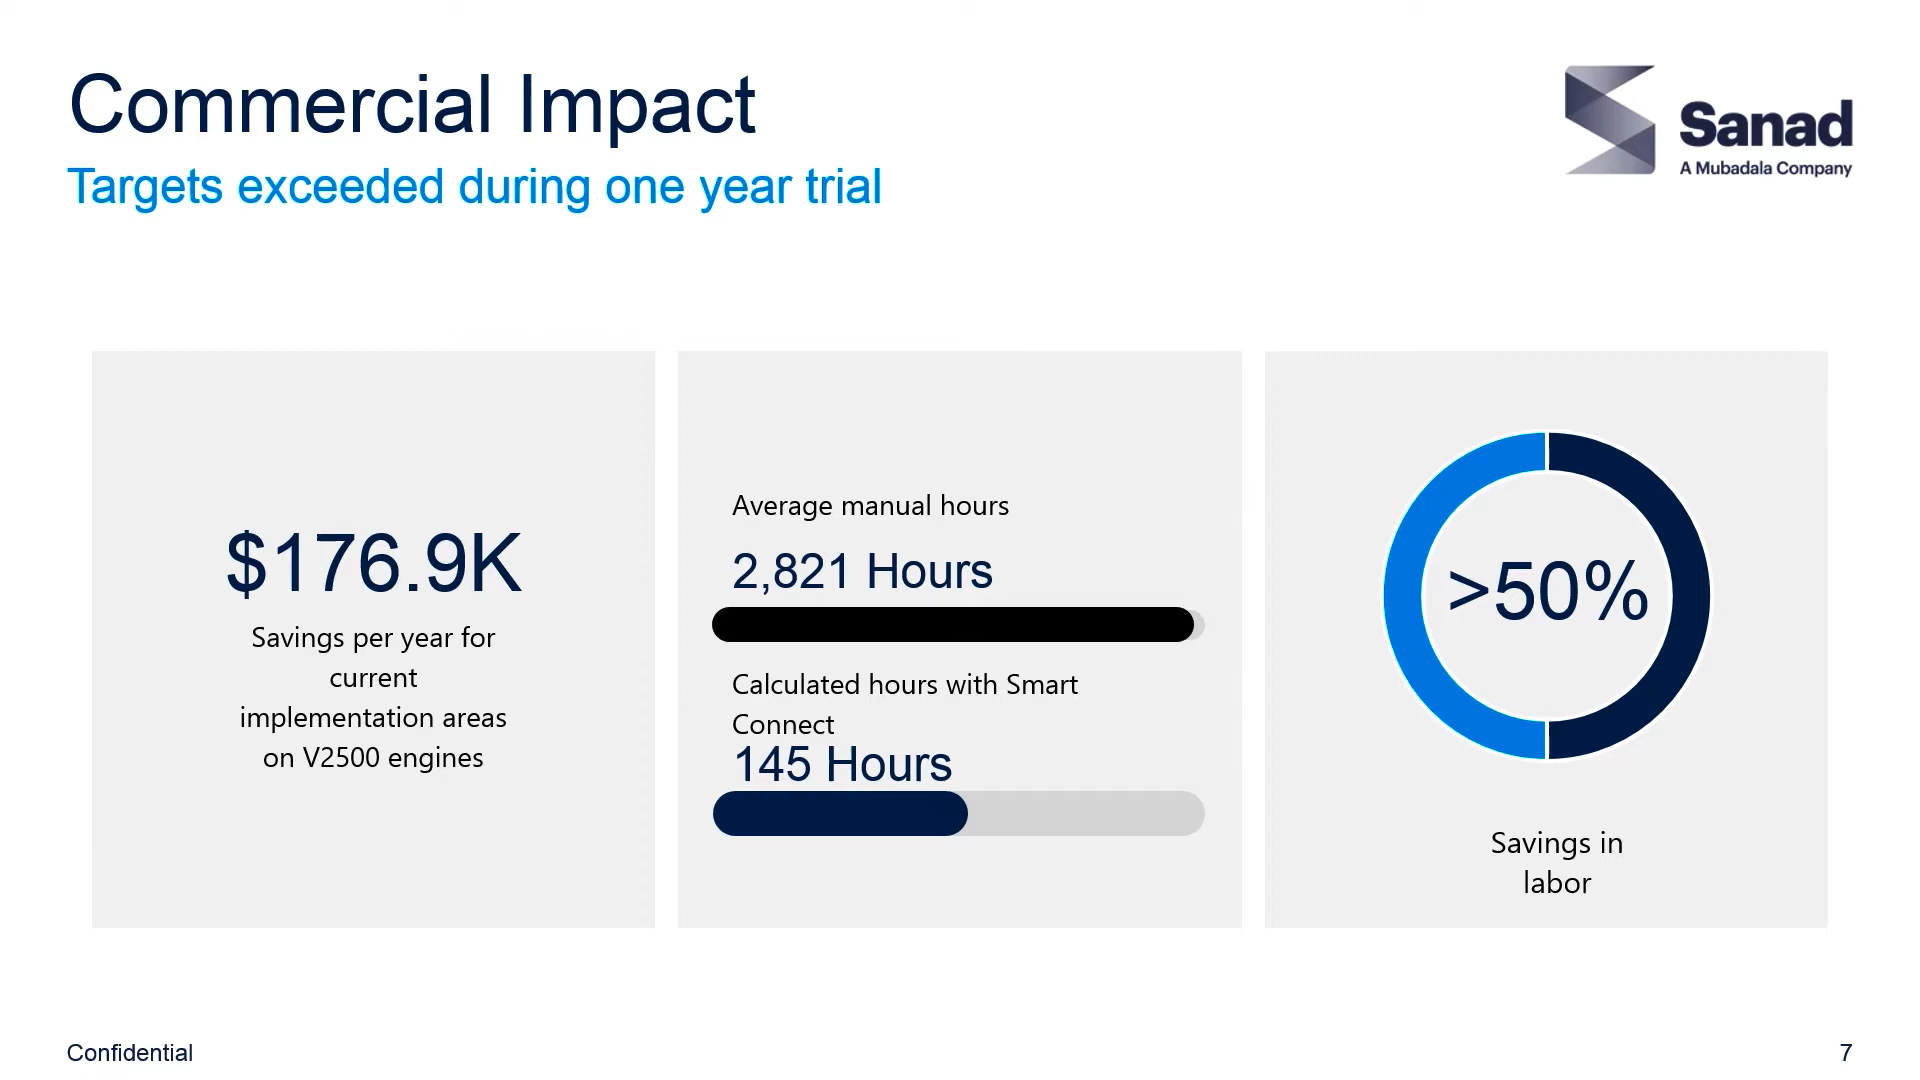 Commercial Impact
Targets exceeded during one year trial
Sanad
A Mubadala Company
$176.9K
Savings per year for
current
implementation areas
on V2500 engines
Average manual hours
2,821 Hours
Calculated hours with Smart
Connect
145 Hours
>50%
Savings in
labor
Confidential
7